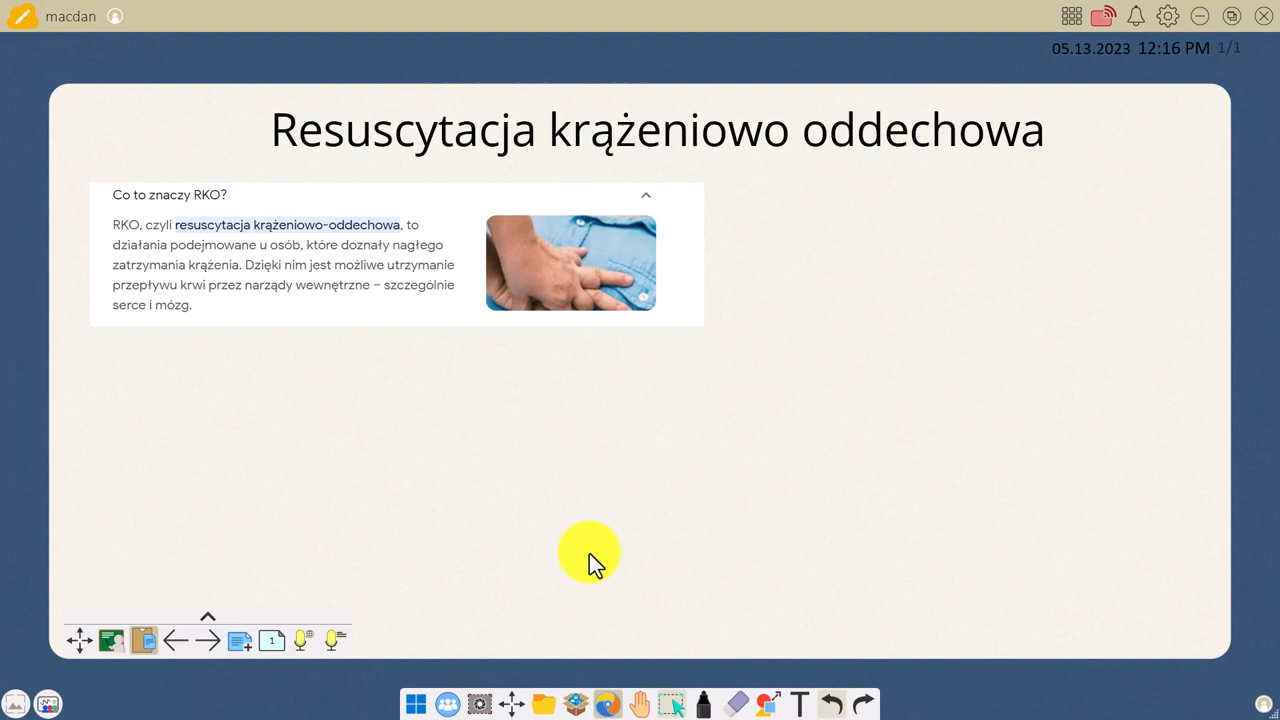 macdan
05.13.2023 12:16 PM 1/1
Resuscytacja krążeniowo oddechowa
Co to znaczy RKO?
RKO, czyli resuscytacja krążeniowo-oddechowa, to
działania podejmowane u osób, które doznały nagłego
zatrzymania krążenia. Dzięki nim jest możliwe utrzymanie
przepływu krwi przez narządy wewnętrzne – szczególnie
serce i mózg.
1
T